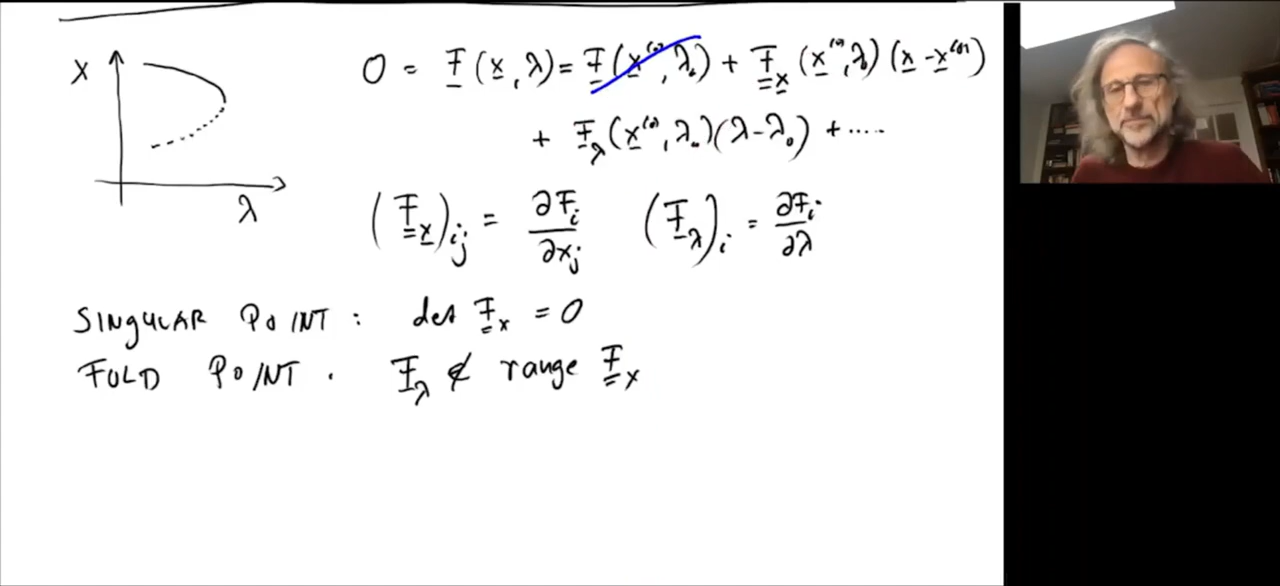 X
λ
0 = F(x, λ) = F(x⁽⁰⁾, λ₀) + F_x (x⁽⁰⁾, λ₀) (x - x⁽⁰⁾)
+ F_λ (x⁽⁰⁾, λ₀)(λ - λ₀) + ....
(F_x)_ij = ∂F_i / ∂x_j (F_λ)_i = ∂F_i / ∂λ
SINGULAR POINT : det F_x = 0
FOLD POINT . F_λ ∉ range F_x